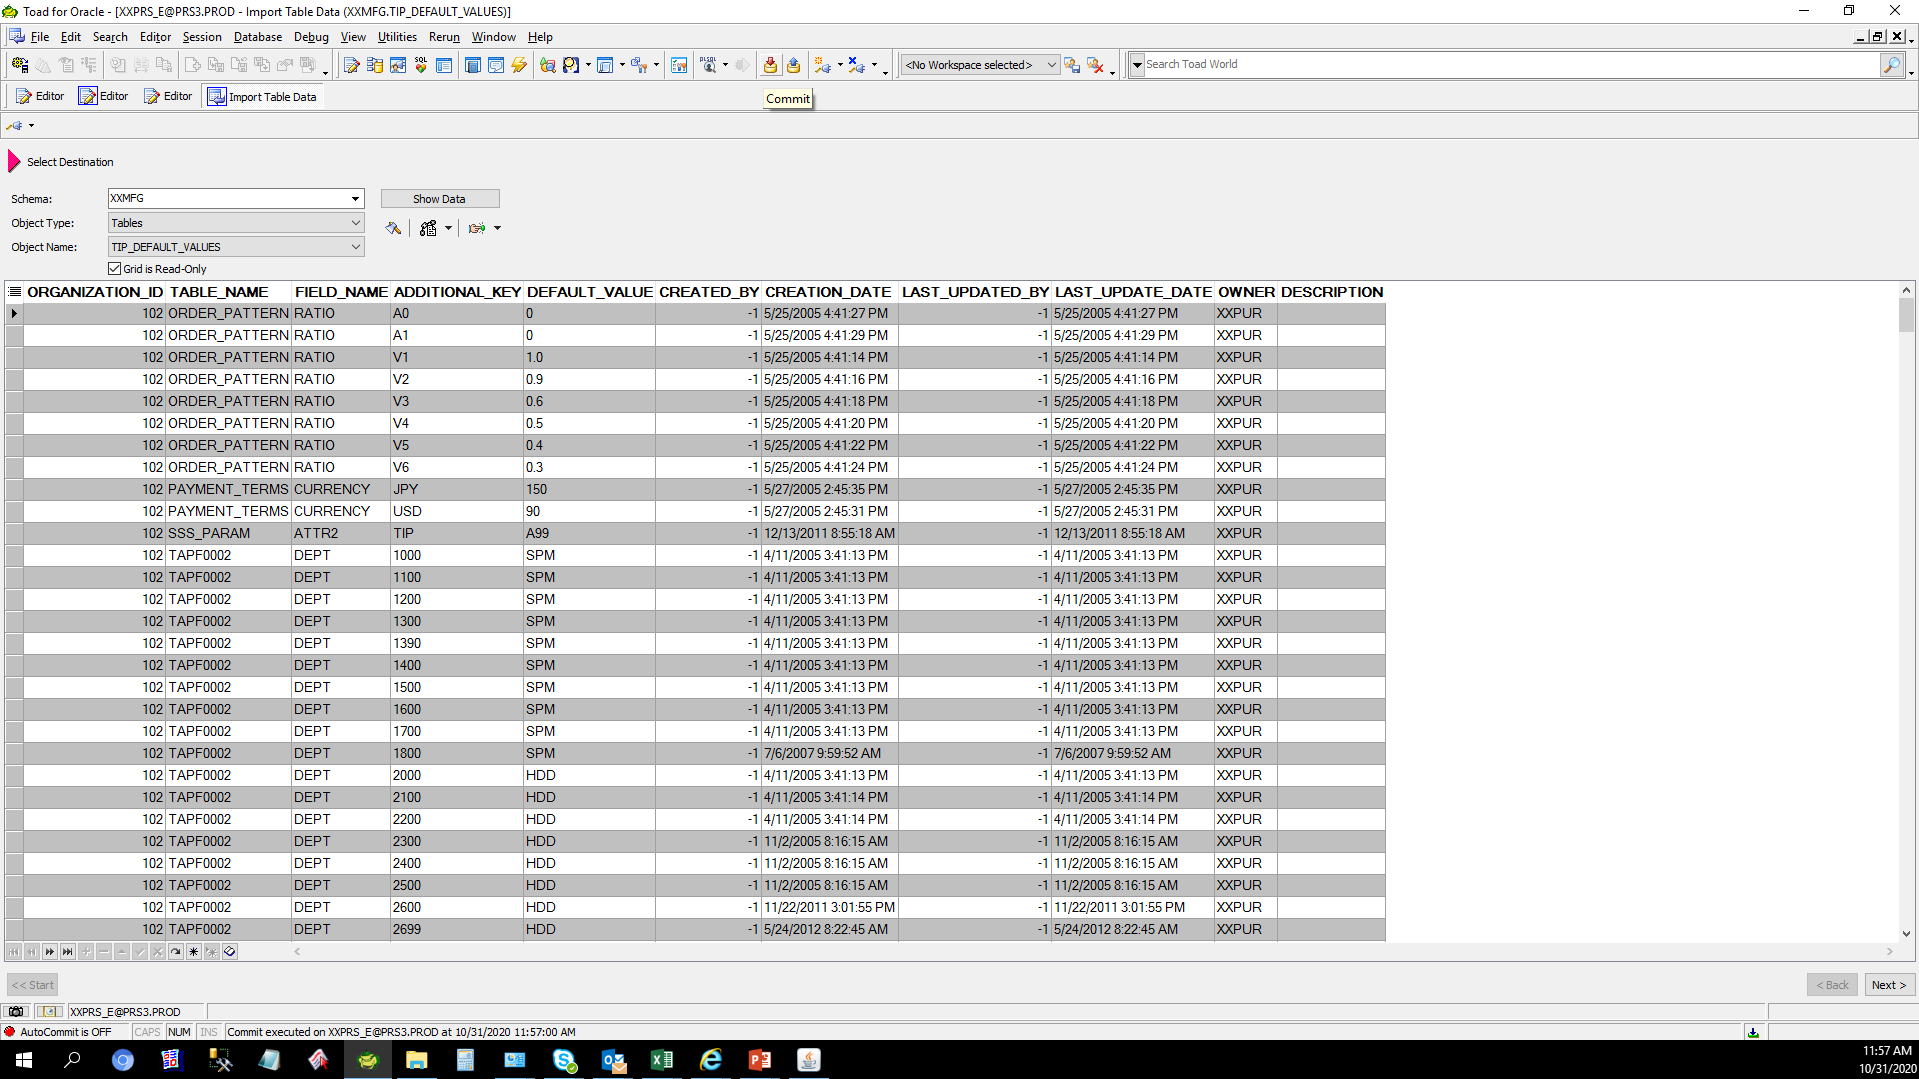 Toad for Oracle - [XXPRS_E@PRS3.PROD - Import Table Data (XXMFG.TIP_DEFAULT_VALUES)]
File Edit Search Editor Session Database Debug View Utilities Rerun Window Help
SQL <No Workspace selected> Search Toad World
Editor Editor Editor Import Table Data Commit
Select Destination
Schema: XXMFG Show Data
Object Type: Tables
Object Name: TIP_DEFAULT_VALUES
Grid is Read-Only
ORGANIZATION_ID TABLE_NAME FIELD_NAME ADDITIONAL_KEY DEFAULT_VALUE CREATED_BY CREATION_DATE LAST_UPDATED_BY LAST_UPDATE_DATE OWNER DESCRIPTION
102 ORDER_PATTERN RATIO A0 0 -1 5/25/2005 4:41:27 PM -1 5/25/2005 4:41:27 PM XXPUR
102 ORDER_PATTERN RATIO A1 0 -1 5/25/2005 4:41:29 PM -1 5/25/2005 4:41:29 PM XXPUR
102 ORDER_PATTERN RATIO V1 1.0 -1 5/25/2005 4:41:14 PM -1 5/25/2005 4:41:14 PM XXPUR
102 ORDER_PATTERN RATIO V2 0.9 -1 5/25/2005 4:41:16 PM -1 5/25/2005 4:41:16 PM XXPUR
102 ORDER_PATTERN RATIO V3 0.6 -1 5/25/2005 4:41:18 PM -1 5/25/2005 4:41:18 PM XXPUR
102 ORDER_PATTERN RATIO V4 0.5 -1 5/25/2005 4:41:20 PM -1 5/25/2005 4:41:20 PM XXPUR
102 ORDER_PATTERN RATIO V5 0.4 -1 5/25/2005 4:41:22 PM -1 5/25/2005 4:41:22 PM XXPUR
102 ORDER_PATTERN RATIO V6 0.3 -1 5/25/2005 4:41:24 PM -1 5/25/2005 4:41:24 PM XXPUR
102 PAYMENT_TERMS CURRENCY JPY 150 -1 5/27/2005 2:45:35 PM -1 5/27/2005 2:45:35 PM XXPUR
102 PAYMENT_TERMS CURRENCY USD 90 -1 5/27/2005 2:45:31 PM -1 5/27/2005 2:45:31 PM XXPUR
102 SSS_PARAM ATTR2 TIP A99 -1 12/13/2011 8:55:18 AM -1 12/13/2011 8:55:18 AM XXPUR
102 TAPF0002 DEPT 1000 SPM -1 4/11/2005 3:41:13 PM -1 4/11/2005 3:41:13 PM XXPUR
102 TAPF0002 DEPT 1100 SPM -1 4/11/2005 3:41:13 PM -1 4/11/2005 3:41:13 PM XXPUR
102 TAPF0002 DEPT 1200 SPM -1 4/11/2005 3:41:13 PM -1 4/11/2005 3:41:13 PM XXPUR
102 TAPF0002 DEPT 1300 SPM -1 4/11/2005 3:41:13 PM -1 4/11/2005 3:41:13 PM XXPUR
102 TAPF0002 DEPT 1390 SPM -1 4/11/2005 3:41:13 PM -1 4/11/2005 3:41:13 PM XXPUR
102 TAPF0002 DEPT 1400 SPM -1 4/11/2005 3:41:13 PM -1 4/11/2005 3:41:13 PM XXPUR
102 TAPF0002 DEPT 1500 SPM -1 4/11/2005 3:41:13 PM -1 4/11/2005 3:41:13 PM XXPUR
102 TAPF0002 DEPT 1600 SPM -1 4/11/2005 3:41:13 PM -1 4/11/2005 3:41:13 PM XXPUR
102 TAPF0002 DEPT 1700 SPM -1 4/11/2005 3:41:13 PM -1 4/11/2005 3:41:13 PM XXPUR
102 TAPF0002 DEPT 1800 SPM -1 7/6/2007 9:59:52 AM -1 7/6/2007 9:59:52 AM XXPUR
102 TAPF0002 DEPT 2000 HDD -1 4/11/2005 3:41:13 PM -1 4/11/2005 3:41:13 PM XXPUR
102 TAPF0002 DEPT 2100 HDD -1 4/11/2005 3:41:14 PM -1 4/11/2005 3:41:14 PM XXPUR
102 TAPF0002 DEPT 2200 HDD -1 4/11/2005 3:41:14 PM -1 4/11/2005 3:41:14 PM XXPUR
102 TAPF0002 DEPT 2300 HDD -1 11/2/2005 8:16:15 AM -1 11/2/2005 8:16:15 AM XXPUR
102 TAPF0002 DEPT 2400 HDD -1 11/2/2005 8:16:15 AM -1 11/2/2005 8:16:15 AM XXPUR
102 TAPF0002 DEPT 2500 HDD -1 11/2/2005 8:16:15 AM -1 11/2/2005 8:16:15 AM XXPUR
102 TAPF0002 DEPT 2600 HDD -1 11/22/2011 3:01:55 PM -1 11/22/2011 3:01:55 PM XXPUR
102 TAPF0002 DEPT 2699 HDD -1 5/24/2012 8:22:45 AM -1 5/24/2012 8:22:45 AM XXPUR
<< Start < Back Next >
XXPRS_E@PRS3.PROD
AutoCommit is OFF CAPS NUM INS Commit executed on XXPRS_E@PRS3.PROD at 10/31/2020 11:57:00 AM
11:57 AM
10/31/2020